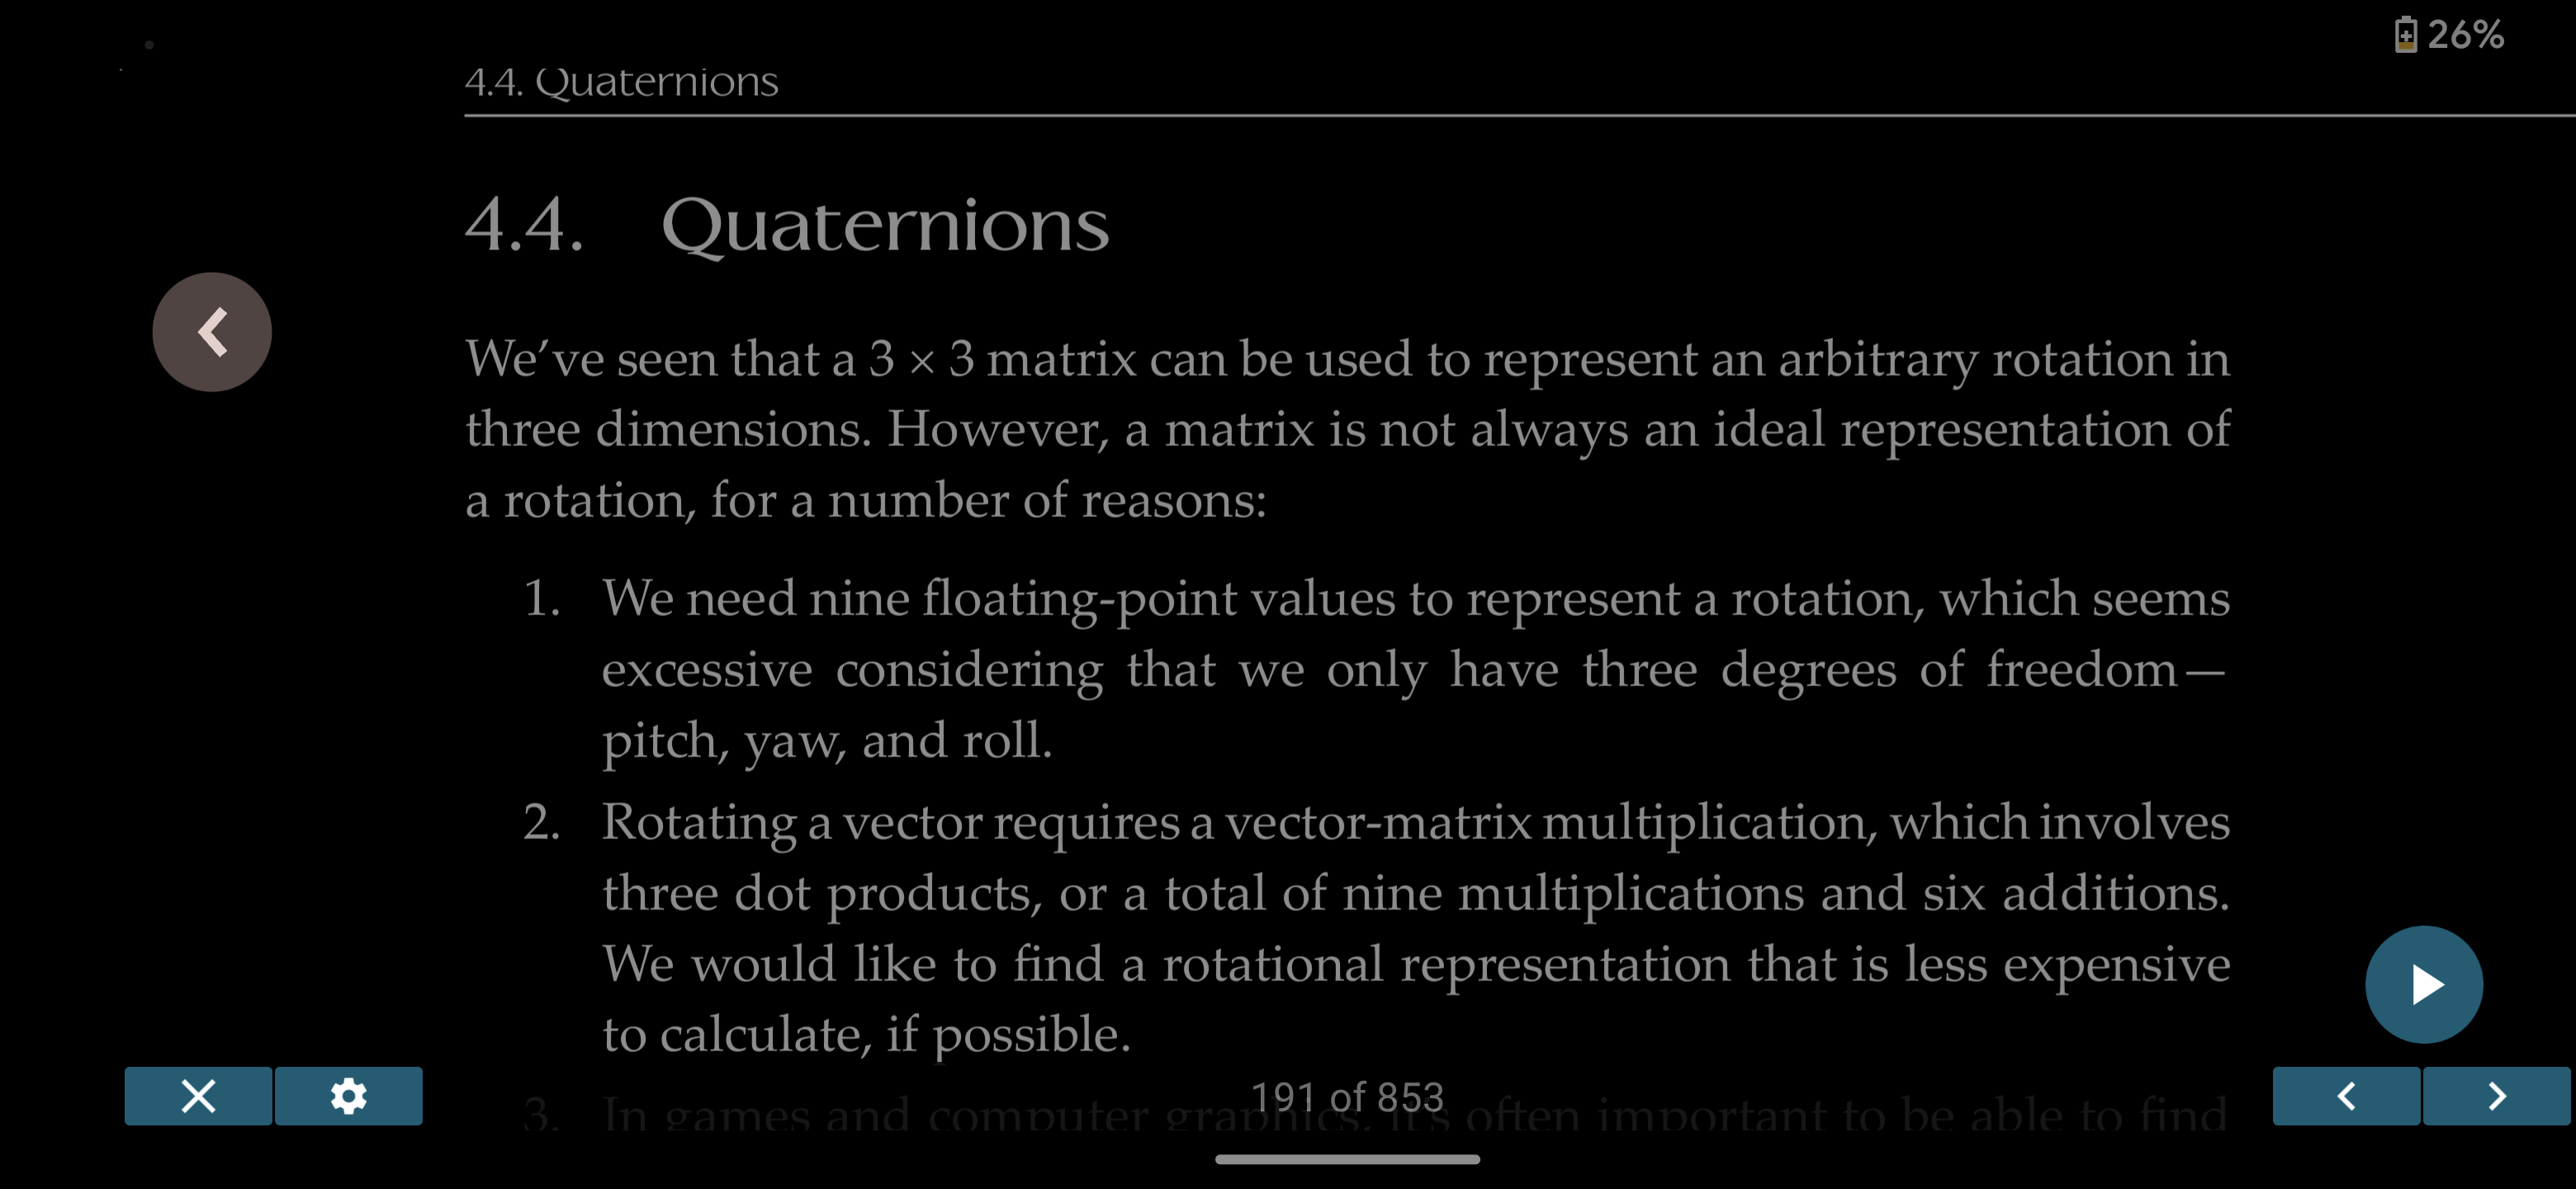 26%
4.4. Quaternions
4.4. Quaternions
We've seen that a 3 × 3 matrix can be used to represent an arbitrary rotation in
three dimensions. However, a matrix is not always an ideal representation of
a rotation, for a number of reasons:
1. We need nine floating-point values to represent a rotation, which seems
excessive considering that we only have three degrees of freedom—
pitch, yaw, and roll.
2. Rotating a vector requires a vector-matrix multiplication, which involves
three dot products, or a total of nine multiplications and six additions.
We would like to find a rotational representation that is less expensive
to calculate, if possible.
191 of 853
3. In games and computer graphics, it's often important to be able to find